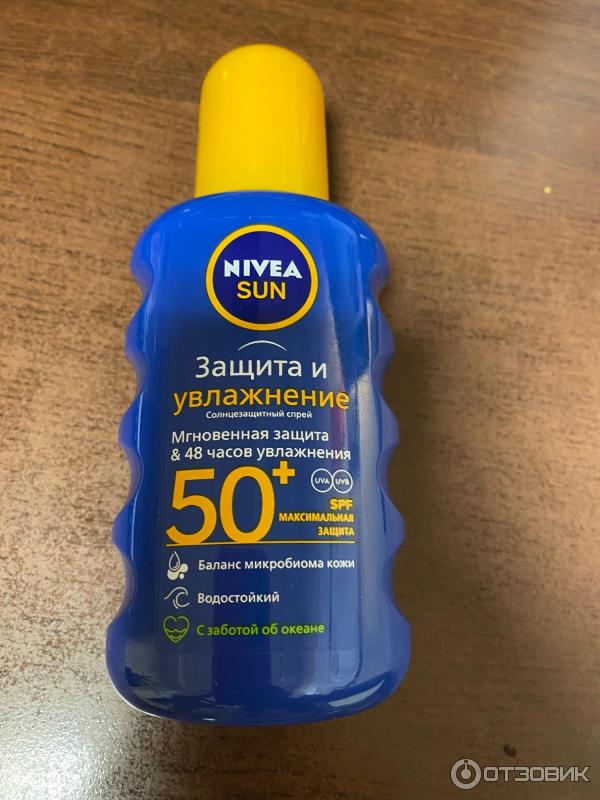 NIVEA
SUN
Защита и
увлажнение
Солнцезащитный спрей
Мгновенная защита
& 48 часов увлажнения
50+
UVA UVB
SPF
МАКСИМАЛЬНАЯ
ЗАЩИТА
Баланс микробиома кожи
Водостойкий
С заботой об океане
ОТЗОВИК